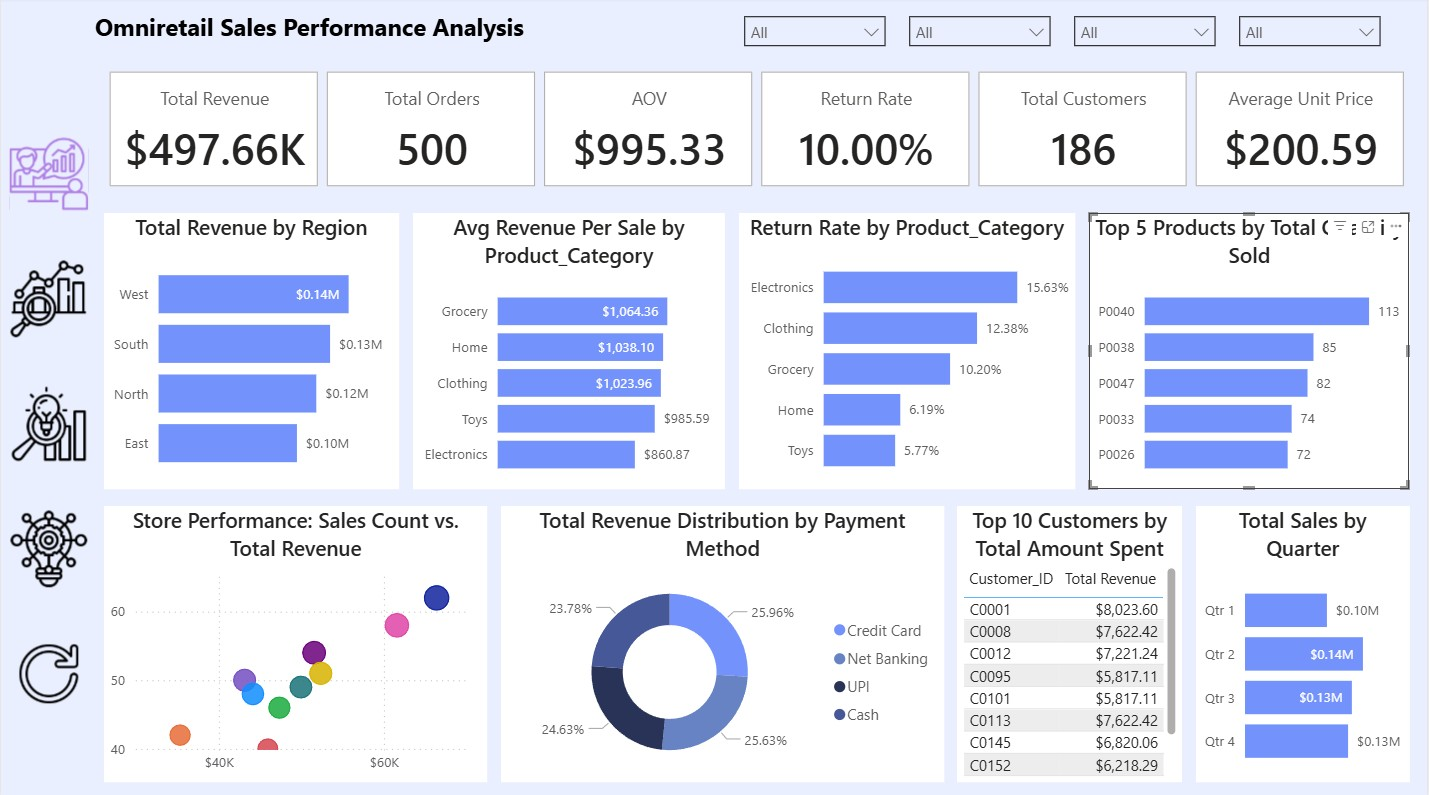 Omniretail Sales Performance Analysis
All
All
All
All
Total Revenue
$497.66K
Total Orders
500
AOV
$995.33
Return Rate
10.00%
Total Customers
186
Average Unit Price
$200.59
Total Revenue by Region
West
$0.14M
South
$0.13M
North
$0.12M
East
$0.10M
Avg Revenue Per Sale by
Product_Category
Grocery
$1,064.36
Home
$1,038.10
Clothing
$1,023.96
Toys
$985.59
Electronics
$860.87
Return Rate by Product_Category
Electronics
15.63%
Clothing
12.38%
Grocery
10.20%
Home
6.19%
Toys
5.77%
Top 5 Products by Total
Sold
P0040
113
P0038
85
P0047
82
P0033
74
P0026
72
Store Performance: Sales Count vs.
Total Revenue
60
50
40
$40K
$60K
Total Revenue Distribution by Payment
Method
23.78%
25.96%
24.63%
25.63%
Credit Card
Net Banking
UPI
Cash
Top 10 Customers by
Total Amount Spent
Customer_ID Total Revenue
C0001 $8,023.60
C0008 $7,622.42
C0012 $7,221.24
C0095 $5,817.11
C0101 $5,817.11
C0113 $7,622.42
C0145 $6,820.06
C0152 $6,218.29
Total Sales by
Quarter
Qtr 1
$0.10M
Qtr 2
$0.14M
Qtr 3
$0.13M
Qtr 4
$0.13M